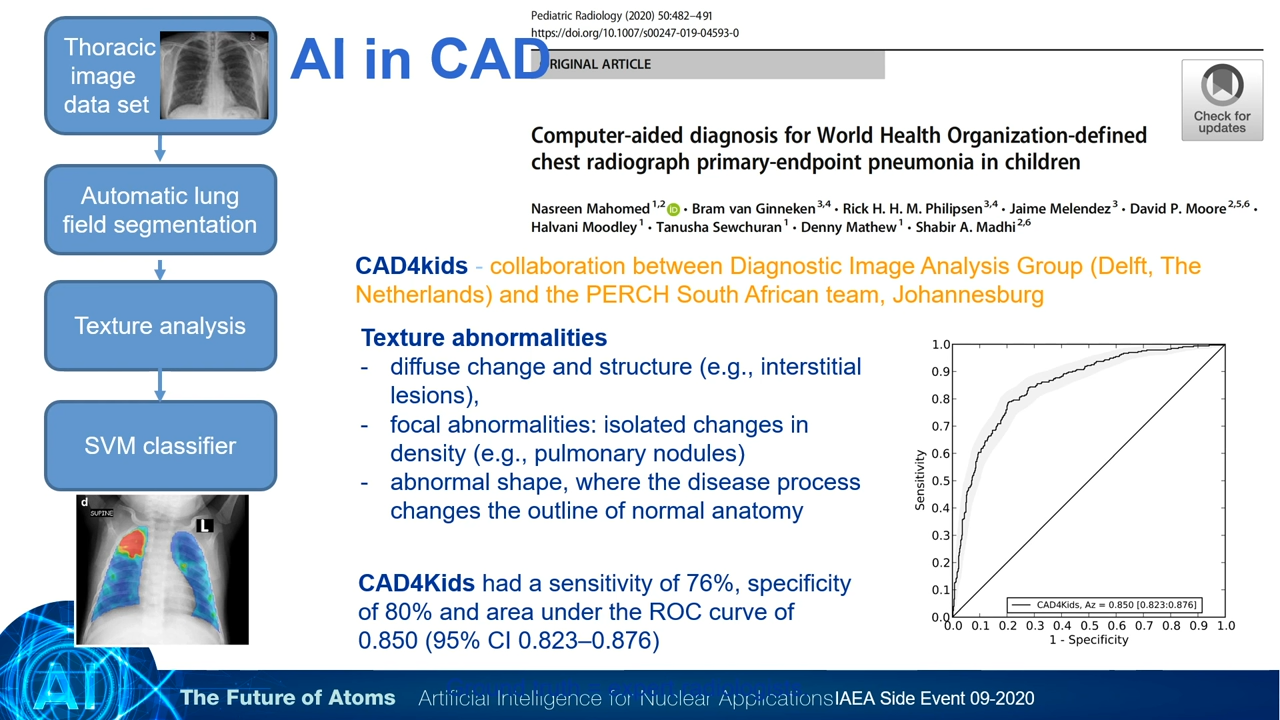 Thoracic
image
data set
Automatic lung
field segmentation
Texture analysis
SVM classifier
d
SUPINE
L
AI in CAD
Pediatric Radiology (2020) 50:482–491
https://doi.org/10.1007/s00247-019-04593-0
RIGINAL ARTICLE
Check for
updates
Computer-aided diagnosis for World Health Organization-defined
chest radiograph primary-endpoint pneumonia in children
Nasreen Mahomed 1,2 iD · Bram van Ginneken 3,4 · Rick H. H. M. Philipsen 3,4 · Jaime Melendez 3 · David P. Moore 2,5,6 ·
Halvani Moodley 1 · Tanusha Sewchuran 1 · Denny Mathew 1 · Shabir A. Madhi 2,6
CAD4kids - collaboration between Diagnostic Image Analysis Group (Delft, The
Netherlands) and the PERCH South African team, Johannesburg
Texture abnormalities
- diffuse change and structure (e.g., interstitial
lesions),
- focal abnormalities: isolated changes in
density (e.g., pulmonary nodules)
- abnormal shape, where the disease process
changes the outline of normal anatomy
CAD4Kids had a sensitivity of 76%, specificity
of 80% and area under the ROC curve of
0.850 (95% CI 0.823–0.876)
1.0
0.9
0.8
0.7
0.6
0.5
0.4
0.3
0.2
0.1
0.0
Sensitivity
CAD4Kids, Az = 0.850 [0.823:0.876]
0.0 0.1 0.2 0.3 0.4 0.5 0.6 0.7 0.8 0.9 1.0
1 - Specificity
AI
The Future of Atoms Artificial Intelligence for Nuclear Applications IAEA Side Event 09-2020